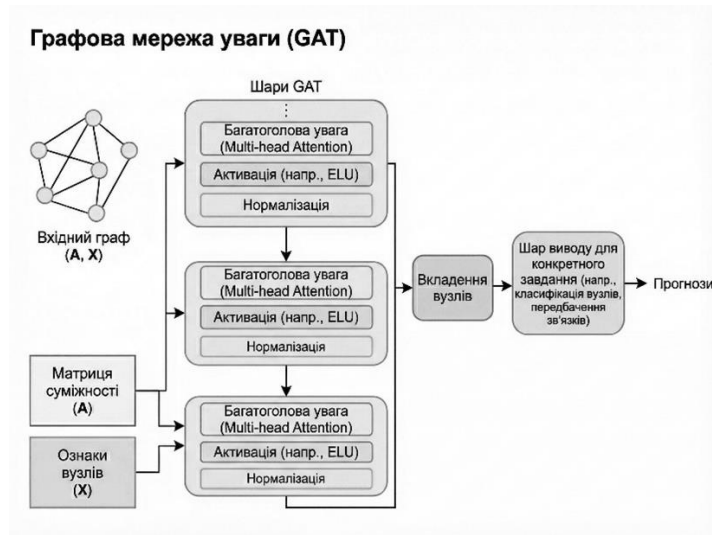 Графова мережа уваги (GAT)
Шари GAT
⋮
Багатоголова увага
(Multi-head Attention)
Активація (напр., ELU)
Нормалізація
Вхідний граф
(A, X)
Багатоголова увага
(Multi-head Attention)
Активація (напр., ELU)
Нормалізація
Вкладення
вузлів
Шар виводу для
конкретного
завдання (напр.,
класифікація вузлів,
передбачення
зв'язків)
Прогнози
Матриця
суміжності
(A)
Багатоголова увага
(Multi-head Attention)
Активація (напр., ELU)
Нормалізація
Ознаки
вузлів
(X)